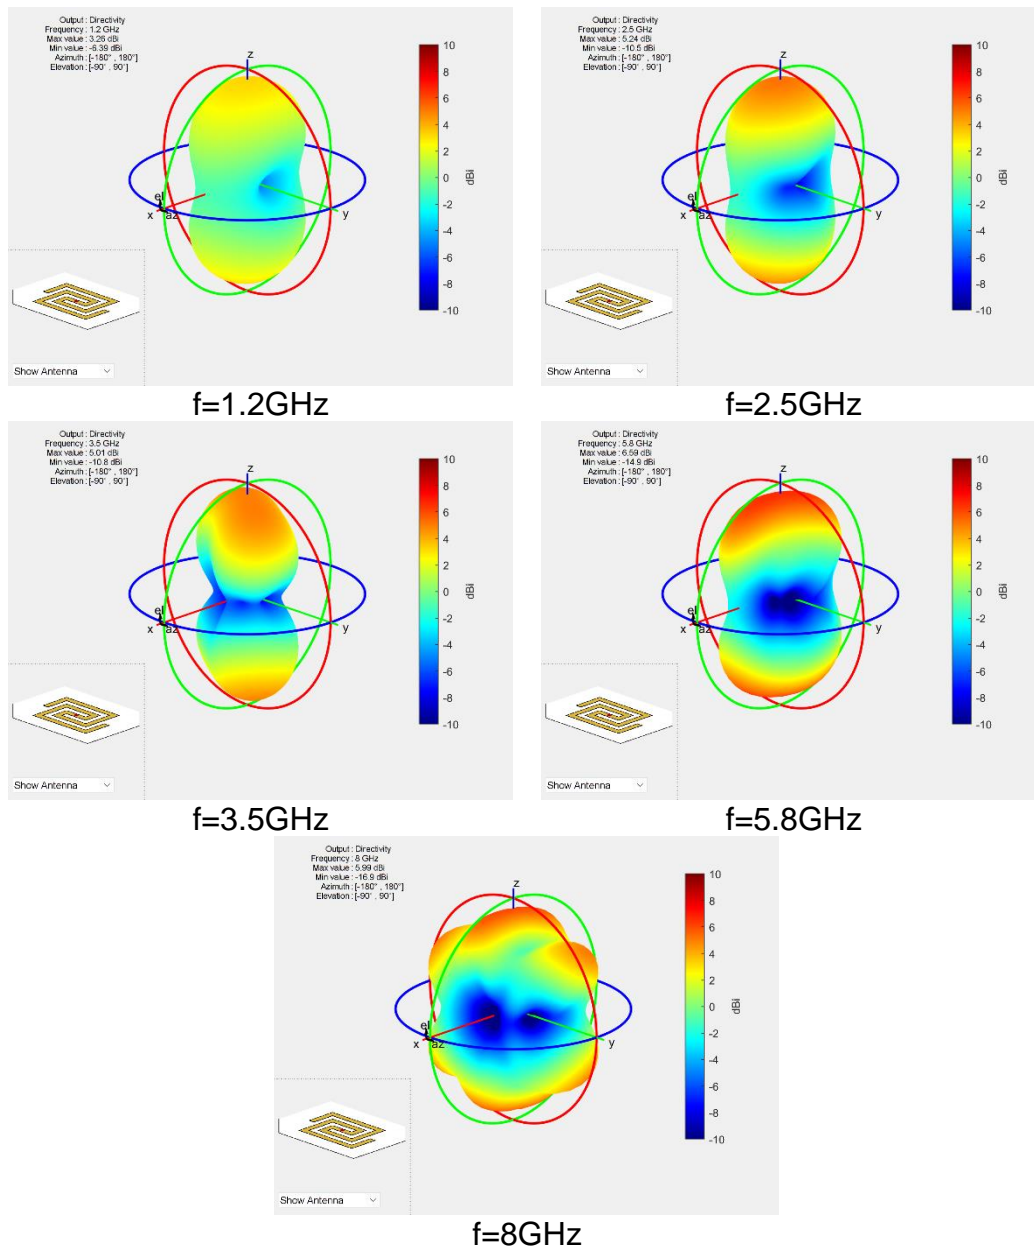 Output : Directivity
Frequency : 1.2 GHz
Max value : 3.26 dBi
Min value : -6.39 dBi
Azimuth : [-180° , 180°]
Elevation : [-90° , 90°]
z
10
8
6
4
2
0
-2
-4
-6
-8
-10
dBi
el
x az
y
Show Antenna
f=1.2GHz
Output : Directivity
Frequency : 2.5 GHz
Max value : 5.24 dBi
Min value : -10.5 dBi
Azimuth : [-180° , 180°]
Elevation : [-90° , 90°]
z
10
8
6
4
2
0
-2
-4
-6
-8
-10
dBi
el
x az
y
Show Antenna
f=2.5GHz
Output : Directivity
Frequency : 3.5 GHz
Max value : 5.01 dBi
Min value : -10.8 dBi
Azimuth : [-180° , 180°]
Elevation : [-90° , 90°]
z
10
8
6
4
2
0
-2
-4
-6
-8
-10
dBi
el
x az
y
Show Antenna
f=3.5GHz
Output : Directivity
Frequency : 5.8 GHz
Max value : 6.59 dBi
Min value : -14.9 dBi
Azimuth : [-180° , 180°]
Elevation : [-90° , 90°]
z
10
8
6
4
2
0
-2
-4
-6
-8
-10
dBi
el
x az
y
Show Antenna
f=5.8GHz
Output : Directivity
Frequency : 8 GHz
Max value : 5.99 dBi
Min value : -16.9 dBi
Azimuth : [-180° , 180°]
Elevation : [-90° , 90°]
z
10
8
6
4
2
0
-2
-4
-6
-8
-10
dBi
el
x az
y
Show Antenna
f=8GHz